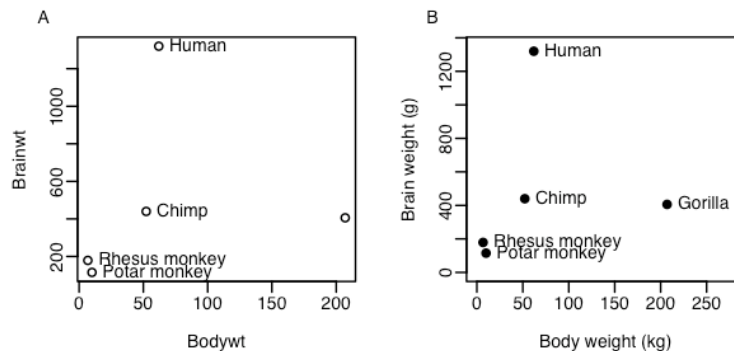 A
Human
Chimp
Rhesus monkey
Potar monkey
Brainwt
200
600
1000
0
50
100
150
200
Bodywt
B
Human
Chimp
Gorilla
Rhesus monkey
Potar monkey
Brain weight (g)
0
400
800
1200
0
50
100
150
200
250
Body weight (kg)